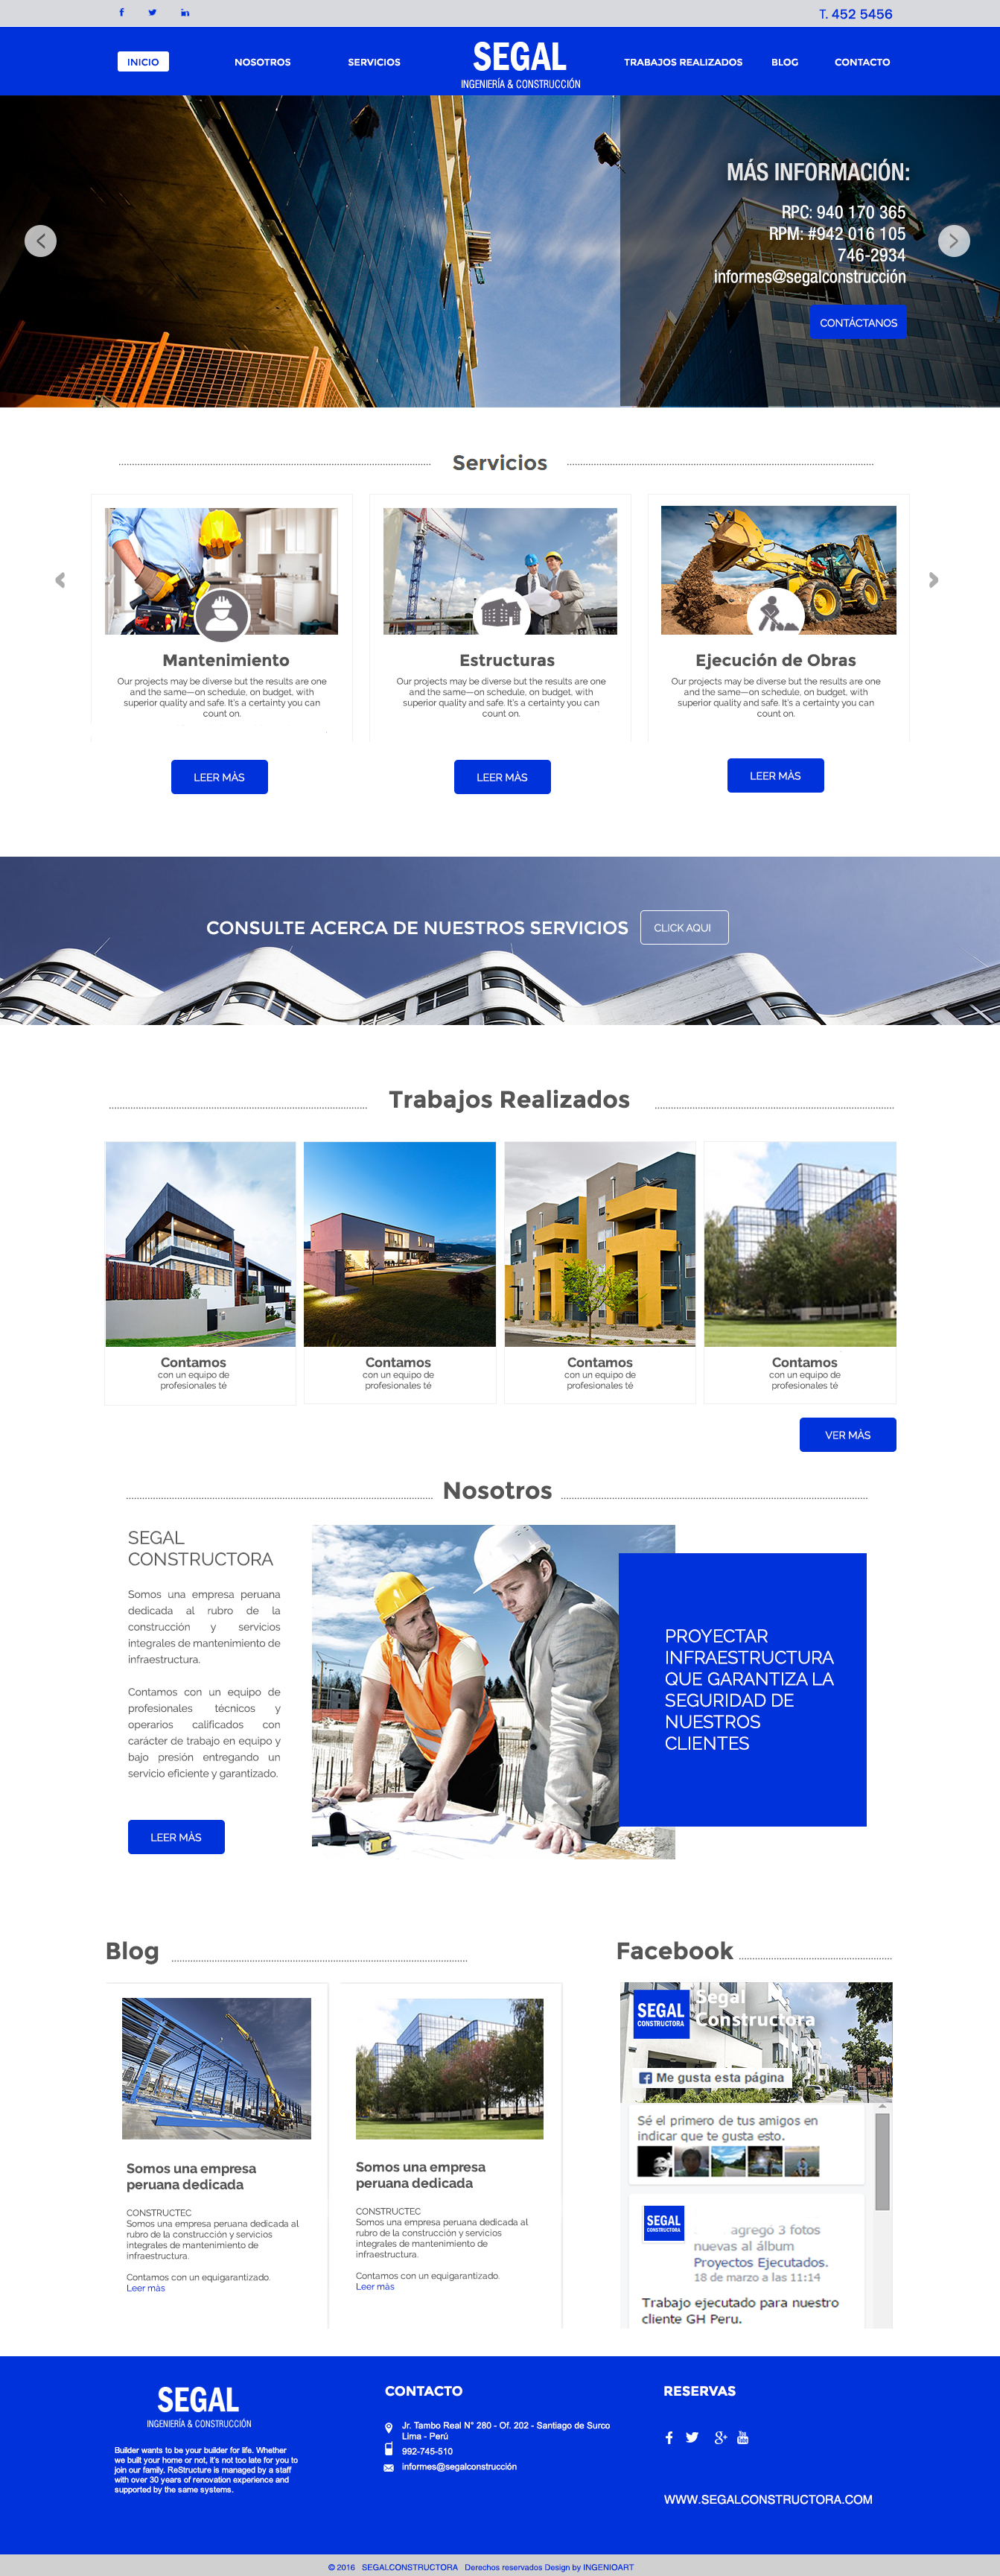 T. 452 5456
INICIO
NOSOTROS
SERVICIOS
SEGAL
INGENIERÍA & CONSTRUCCIÓN
TRABAJOS REALIZADOS
BLOG
CONTACTO
MÁS INFORMACIÓN:
RPC: 940 170 365
RPM: #942 016 105
746-2934
informes@segalconstrucción
CONTÁCTANOS
Servicios
Mantenimiento
Our projects may be diverse but the results are one
and the same—on schedule, on budget, with
superior quality and safe. It's a certainty you can
count on.
LEER MÀS
Estructuras
Our projects may be diverse but the results are one
and the same—on schedule, on budget, with
superior quality and safe. It's a certainty you can
count on.
LEER MÀS
Ejecución de Obras
Our projects may be diverse but the results are one
and the same—on schedule, on budget, with
superior quality and safe. It's a certainty you can
count on.
LEER MÀS
CONSULTE ACERCA DE NUESTROS SERVICIOS
CLICK AQUI
Trabajos Realizados
Contamos
con un equipo de
profesionales té
Contamos
con un equipo de
profesionales té
Contamos
con un equipo de
profesionales té
Contamos
con un equipo de
profesionales té
VER MÀS
Nosotros
SEGAL
CONSTRUCTORA
Somos una empresa peruana
dedicada al rubro de la
construcción y servicios
integrales de mantenimiento de
infraestructura.
Contamos con un equipo de
profesionales técnicos y
operarios calificados con
carácter de trabajo en equipo y
bajo presión entregando un
servicio eficiente y garantizado.
LEER MÀS
PROYECTAR
INFRAESTRUCTURA
QUE GARANTIZA LA
SEGURIDAD DE
NUESTROS
CLIENTES
Blog
Somos una empresa
peruana dedicada
CONSTRUCTEC
Somos una empresa peruana dedicada al
rubro de la construcción y servicios
integrales de mantenimiento de
infraestructura.
Contamos con un equigarantizado.
Leer màs
Somos una empresa
peruana dedicada
CONSTRUCTEC
Somos una empresa peruana dedicada al
rubro de la construcción y servicios
integrales de mantenimiento de
infraestructura.
Contamos con un equigarantizado.
Leer màs
Facebook
SEGAL
CONSTRUCTORA
Segal
Constructora
Me gusta esta página
Sé el primero de tus amigos en
indicar que te gusta esto.
SEGAL
CONSTRUCTORA
agregó 3 fotos
nuevas al álbum
Proyectos Ejecutados.
18 de marzo a las 11:14
Trabajo ejecutado para nuestro
cliente GH Peru.
SEGAL
INGENIERÍA & CONSTRUCCIÓN
Builder wants to be your builder for life. Whether
we built your home or not, it's not too late for you to
join our family. ReStructure is managed by a staff
with over 30 years of renovation experience and
supported by the same systems.
CONTACTO
Jr. Tambo Real N° 280 - Of. 202 - Santiago de Surco
Lima - Perú
992-745-510
informes@segalconstrucción
RESERVAS
WWW.SEGALCONSTRUCTORA.COM
© 2016 SEGALCONSTRUCTORA Derechos reservados Design by INGENIOART